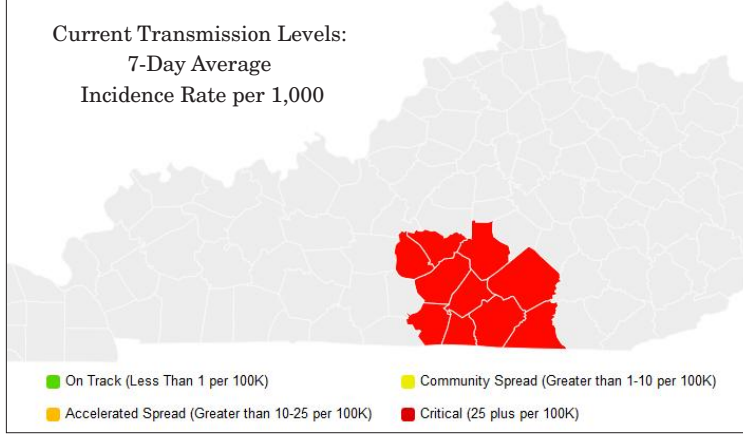 Current Transmission Levels:
7-Day Average
Incidence Rate per 1,000
On Track (Less Than 1 per 100K)
Community Spread (Greater than 1-10 per 100K)
Accelerated Spread (Greater than 10-25 per 100K)
Critical (25 plus per 100K)